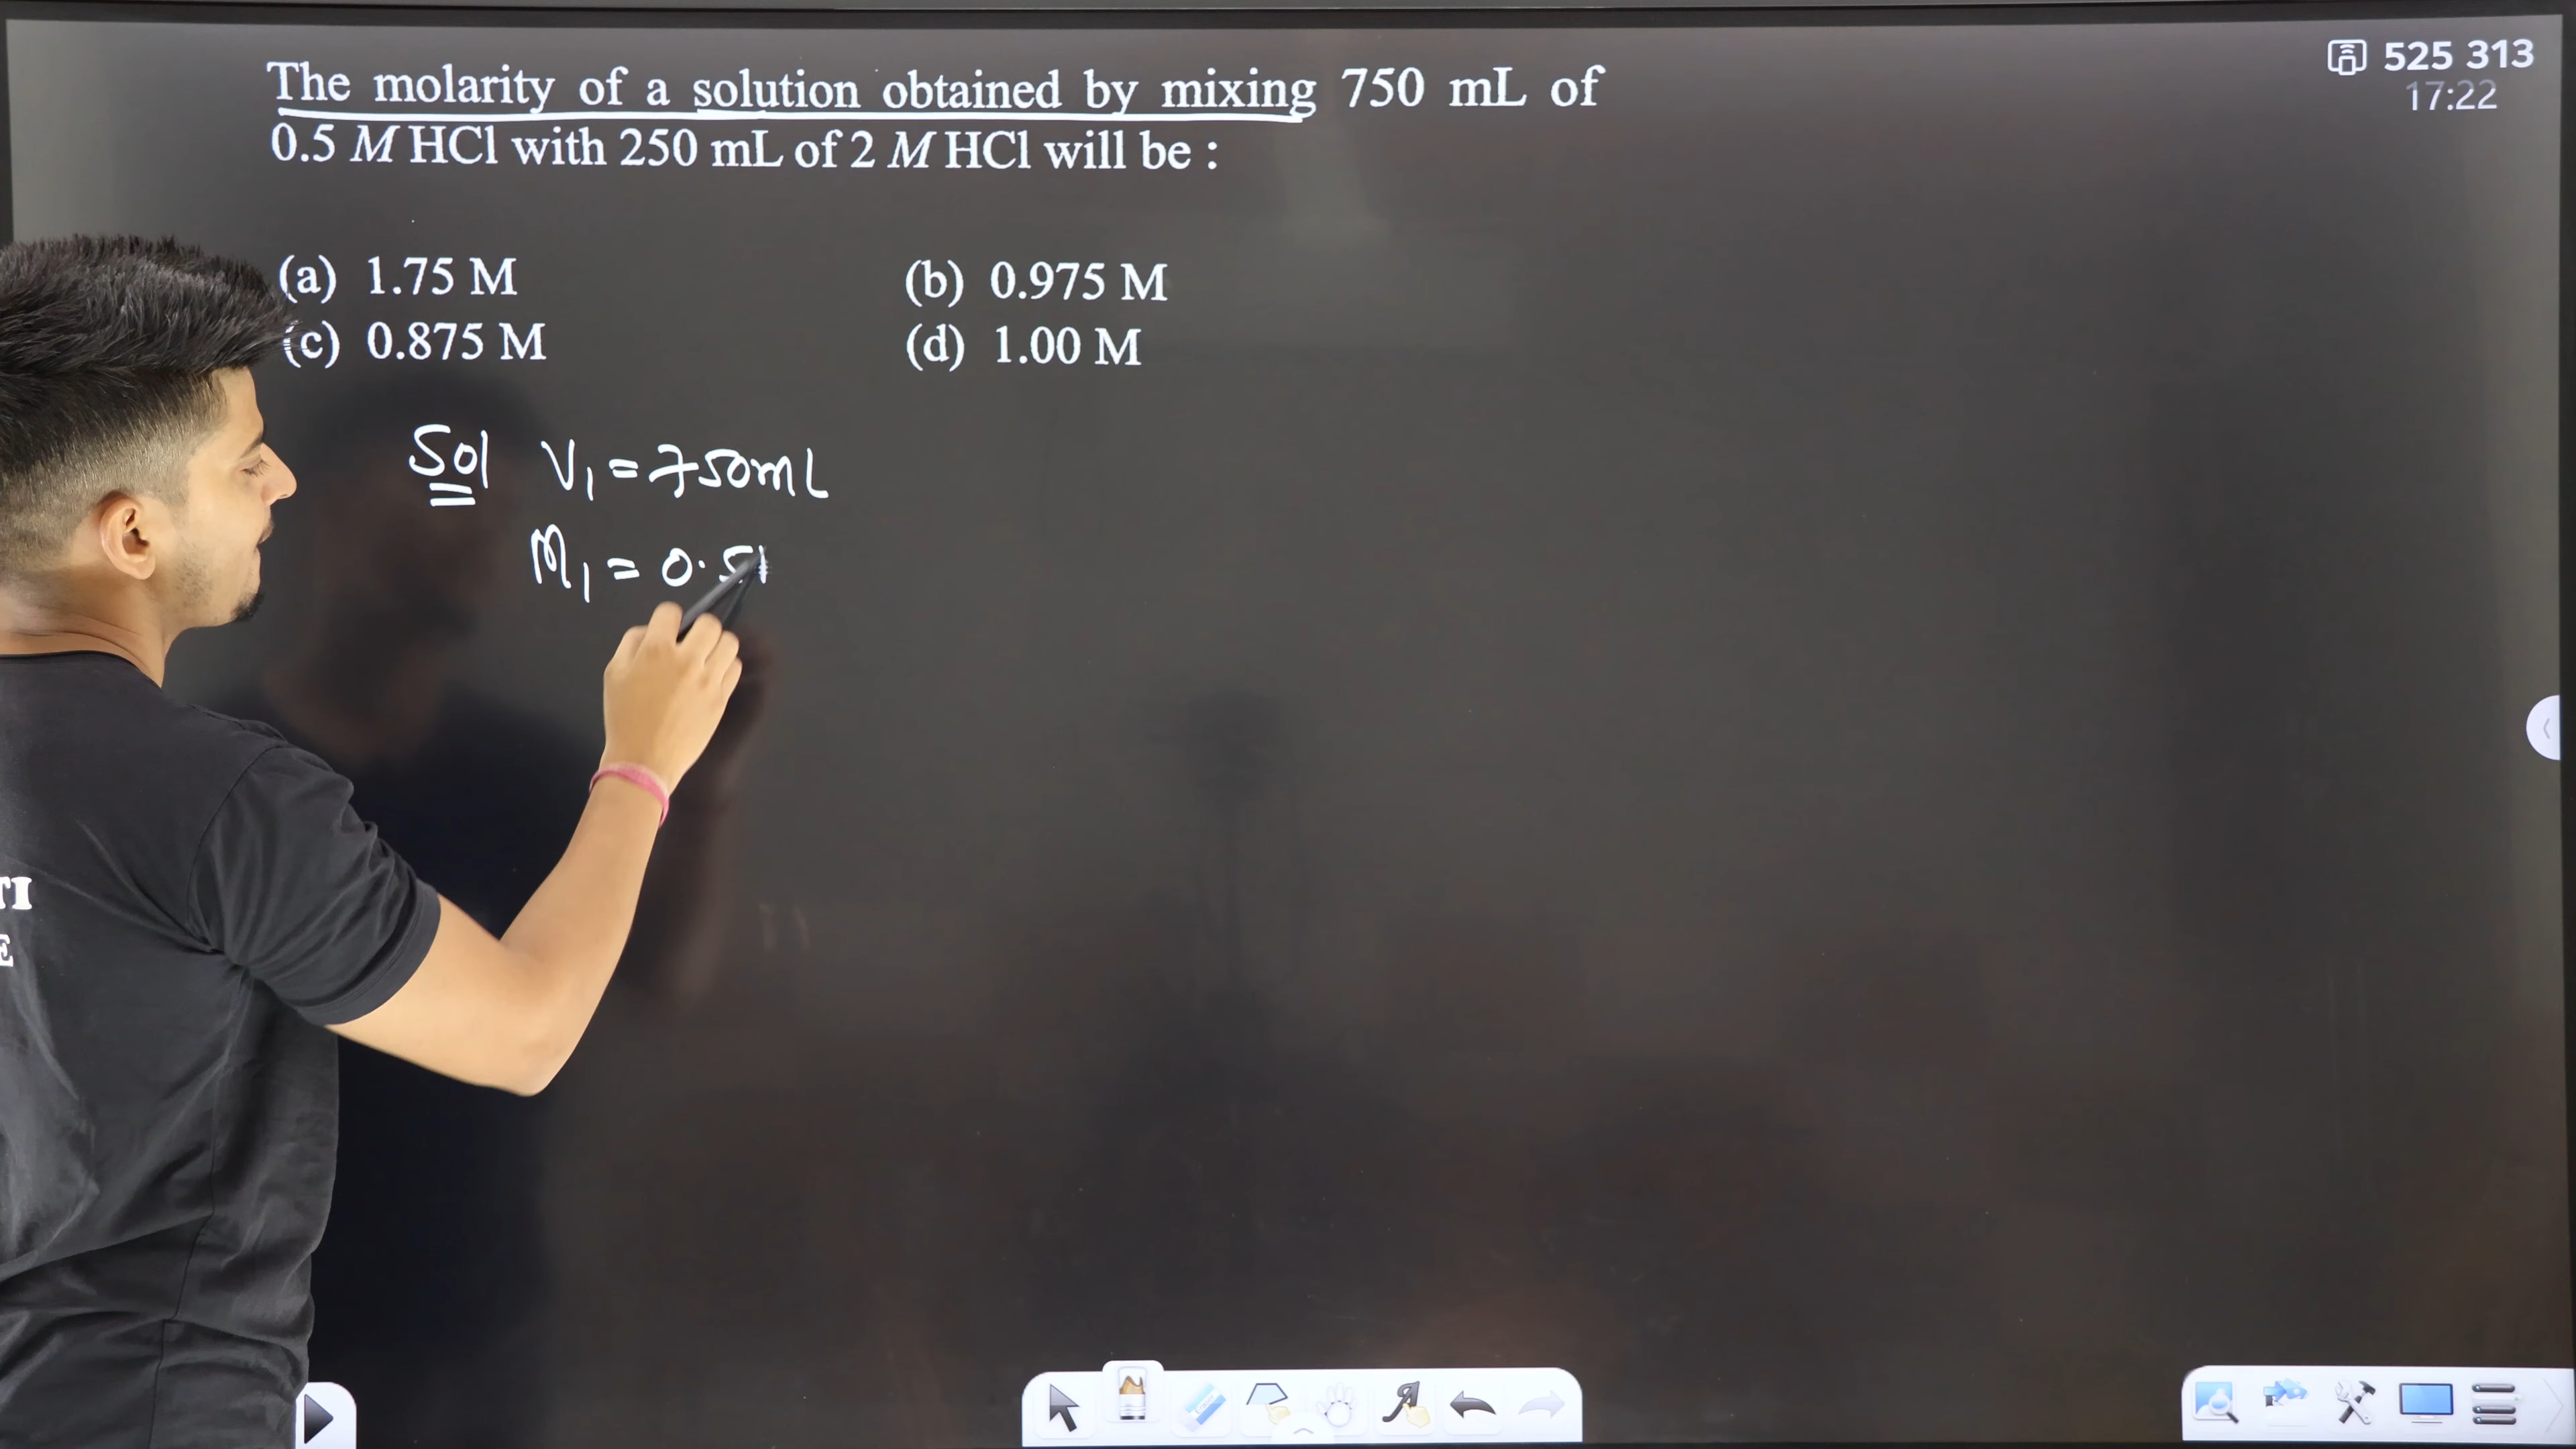 525 313
17:22
The molarity of a solution obtained by mixing 750 mL of
0.5 M HCl with 250 mL of 2 M HCl will be :
(a) 1.75 M
(b) 0.975 M
(c) 0.875 M
(d) 1.00 M
Sol V1 = 750mL
M1 = 0.5
TI
E